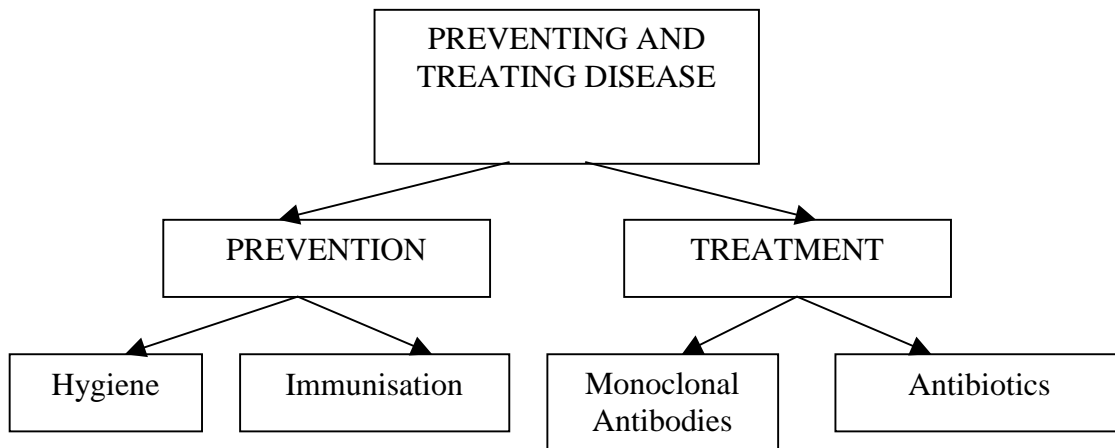 PREVENTING AND
TREATING DISEASE
PREVENTION
TREATMENT
Hygiene
Immunisation
Monoclonal
Antibodies
Antibiotics